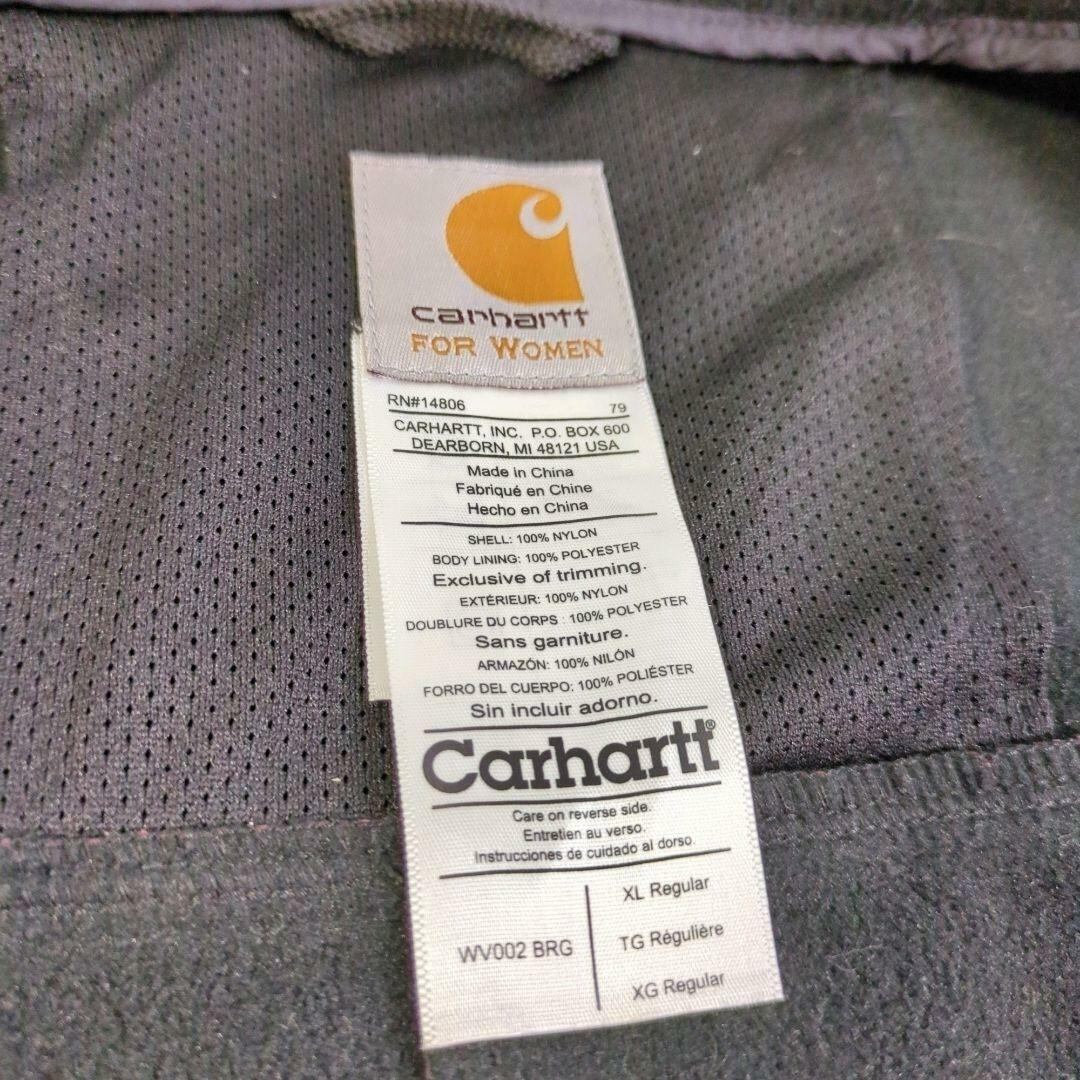 carhartt
FOR WOMEN
RN#14806 79
CARHARTT, INC. P.O. BOX 600
DEARBORN, MI 48121 USA
Made in China
Fabriqué en Chine
Hecho en China
SHELL: 100% NYLON
BODY LINING: 100% POLYESTER
Exclusive of trimming.
EXTÉRIEUR: 100% NYLON
DOUBLURE DU CORPS : 100% POLYESTER
Sans garniture.
ARMAZÓN: 100% NILÓN
FORRO DEL CUERPO: 100% POLIÉSTER
Sin incluir adorno.
Carhartt®
Care on reverse side.
Entretien au verso.
Instrucciones de cuidado al dorso.
WV002 BRG
XL Regular
TG Régulière
XG Regular